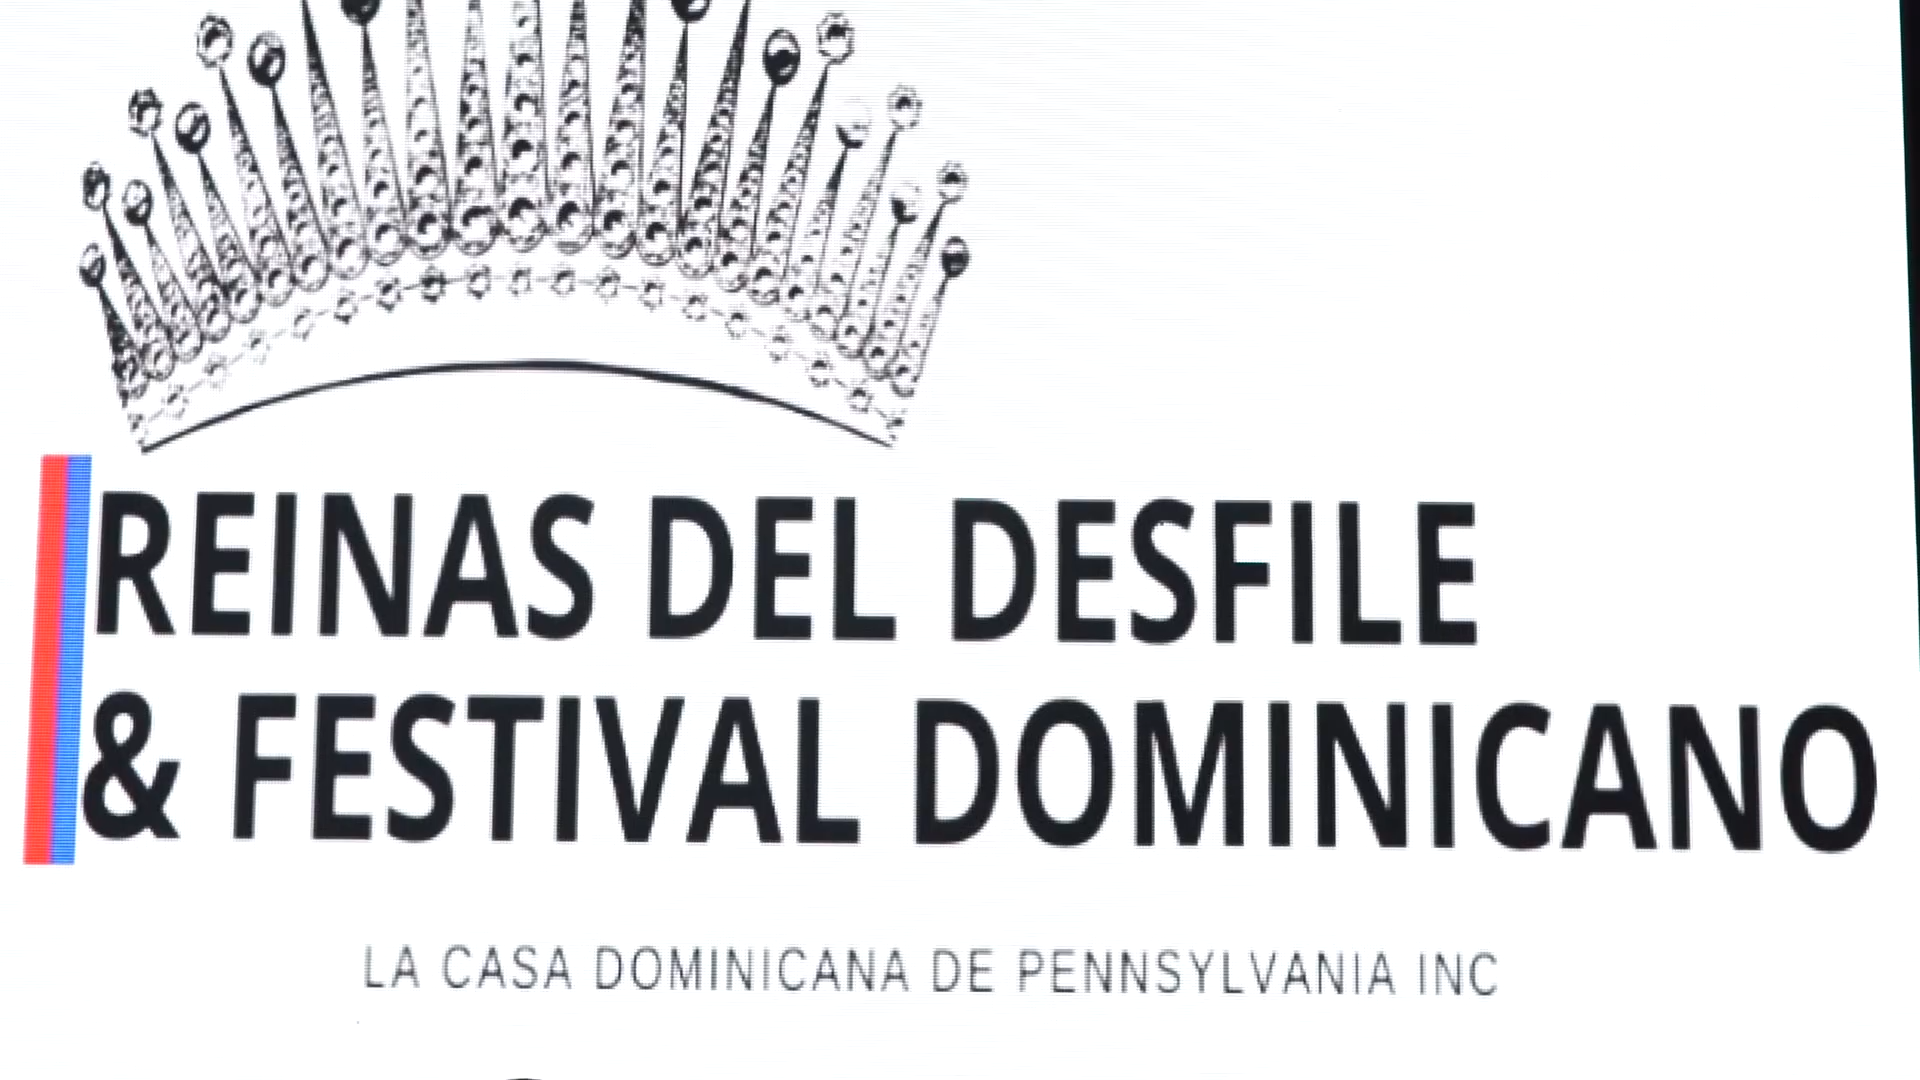 REINAS DEL DESFILE
& FESTIVAL DOMINICANO
LA CASA DOMINICANA DE PENNSYLVANIA INC